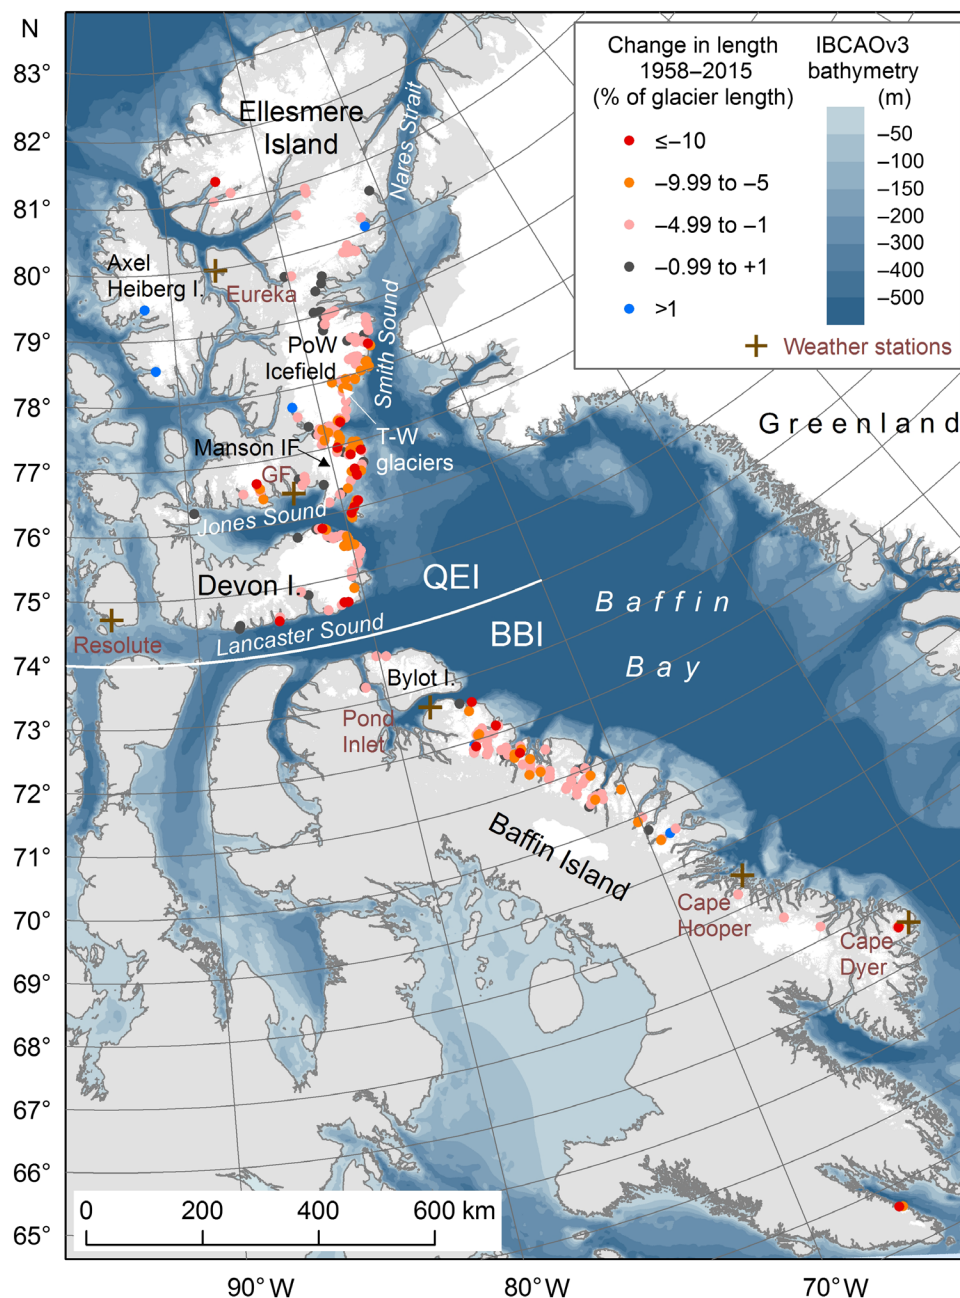 N
83°
82°
81°
80°
79°
78°
77°
76°
75°
74°
73°
72°
71°
70°
69°
68°
67°
66°
65°
Change in length
1958–2015
(% of glacier length)
≤–10
–9.99 to –5
–4.99 to –1
–0.99 to +1
>1
IBCAOv3
bathymetry
(m)
–50
–100
–150
–200
–300
–400
–500
Weather stations
Ellesmere
Island
Nares Strait
Axel
Heiberg I.
Eureka
PoW
Icefield
Smith Sound
Greenland
T-W
glaciers
Manson IF
GF
Jones Sound
Devon I.
QEI
Baffin
Bay
BBI
Lancaster Sound
Resolute
Bylot I.
Pond
Inlet
Baffin Island
Cape
Hooper
Cape
Dyer
0 200 400 600 km
90°W 80°W 70°W